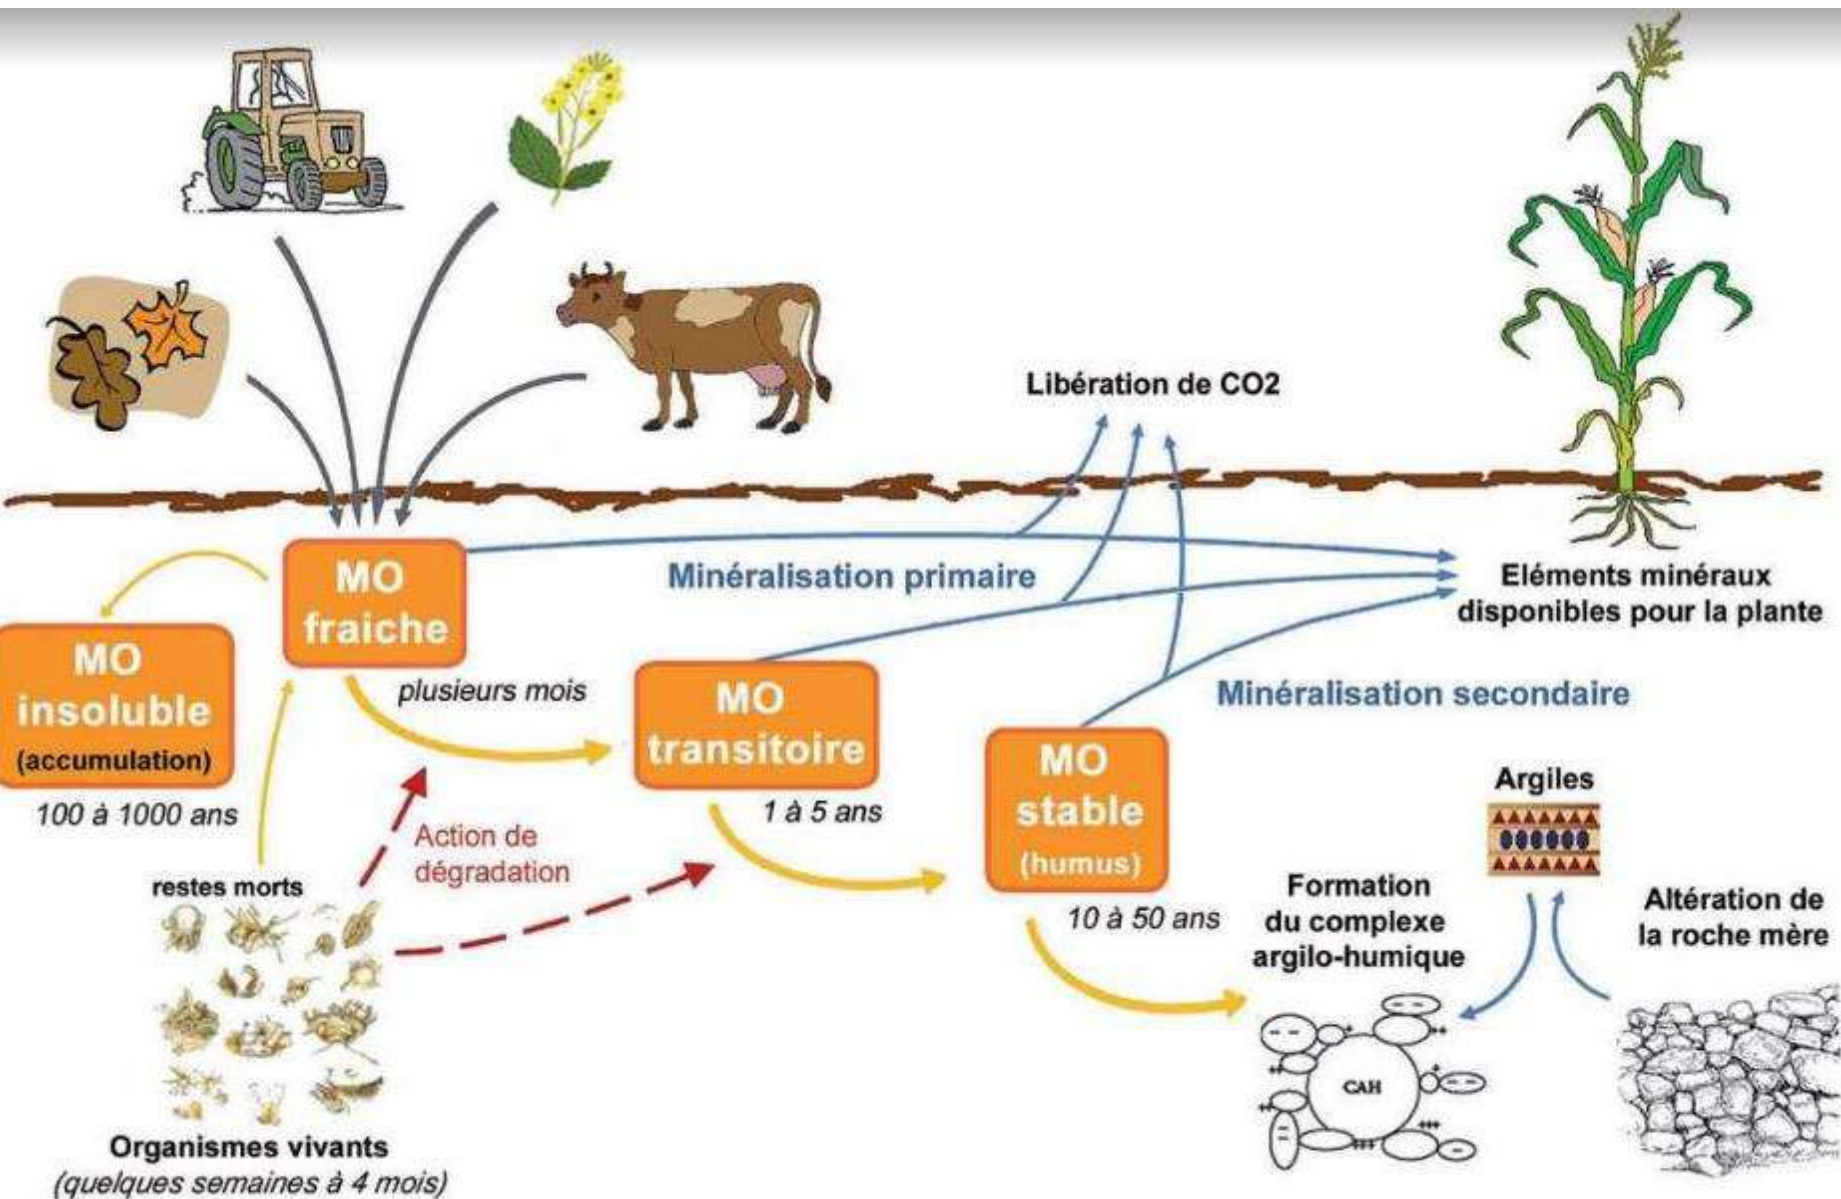 Libération de CO2
MO
fraiche
Minéralisation primaire
Eléments minéraux
disponibles pour la plante
MO
insoluble
(accumulation)
100 à 1000 ans
plusieurs mois
MO
transitoire
1 à 5 ans
Minéralisation secondaire
MO
stable
(humus)
10 à 50 ans
Action de
dégradation
restes morts
Organismes vivants
(quelques semaines à 4 mois)
Argiles
Formation
du complexe
argilo-humique
Altération de
la roche mère
CAH